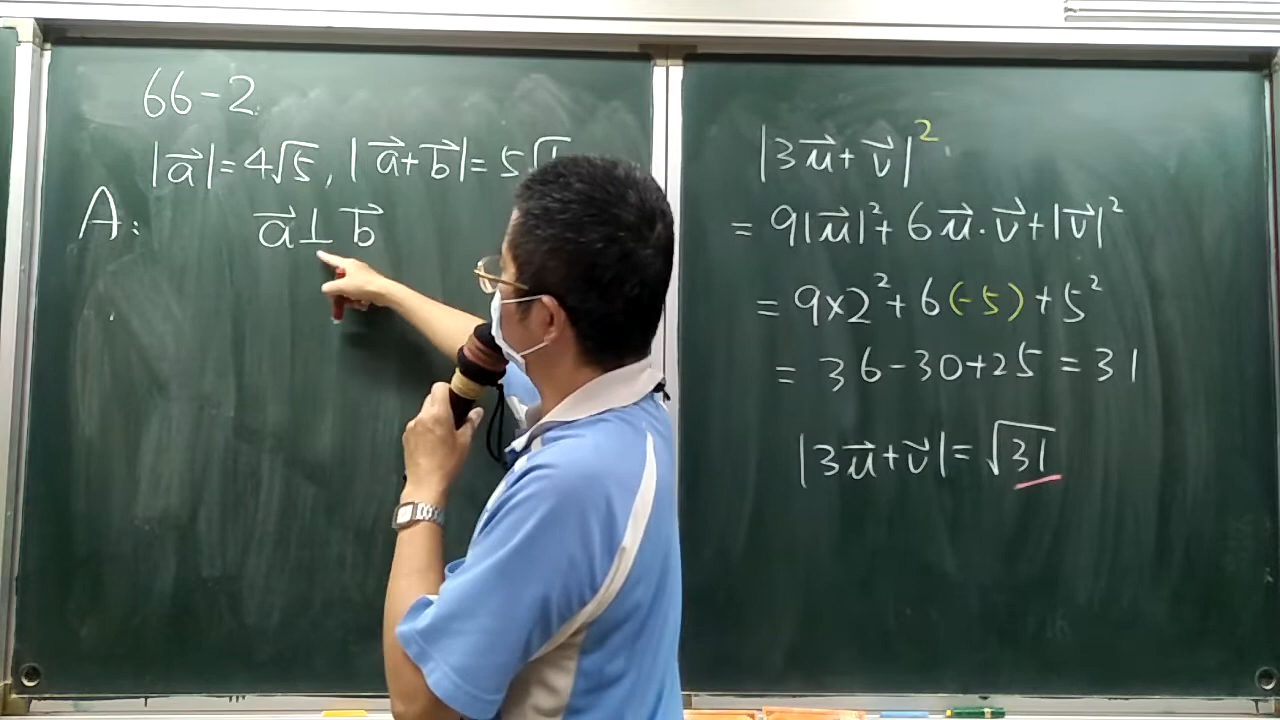 66-2
|a⃗|=4√5, |a⃗+b⃗|=5√
A: a⃗⊥b⃗
|3u⃗+v⃗|²
= 9|u⃗|²+6u⃗·v⃗+|v⃗|²
= 9×2²+6(-5)+5²
= 36-30+25=31
|3u⃗+v⃗|=√31